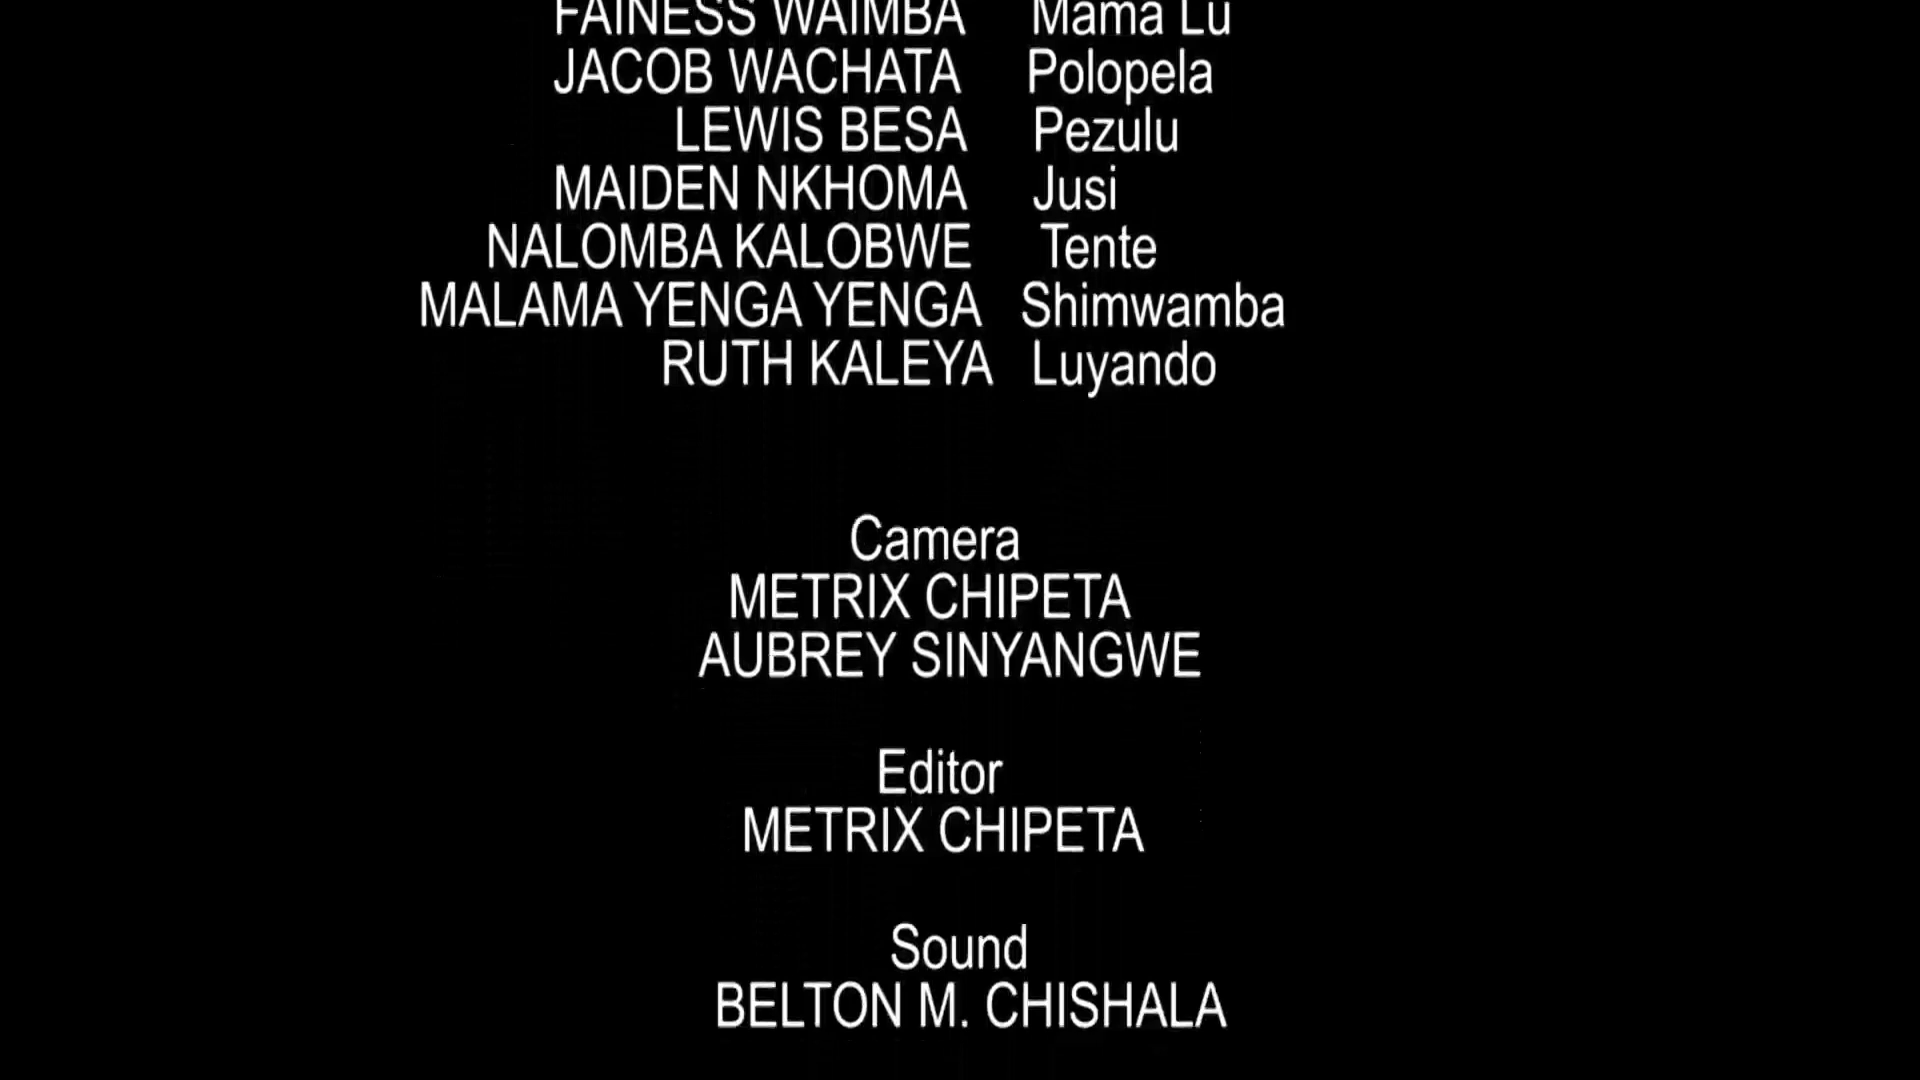 FAINESS WAIMBA Mama Lu
JACOB WACHATA Polopela
LEWIS BESA Pezulu
MAIDEN NKHOMA Jusi
NALOMBA KALOBWE Tente
MALAMA YENGA YENGA Shimwamba
RUTH KALEYA Luyando
Camera
METRIX CHIPETA
AUBREY SINYANGWE
Editor
METRIX CHIPETA
Sound
BELTON M. CHISHALA